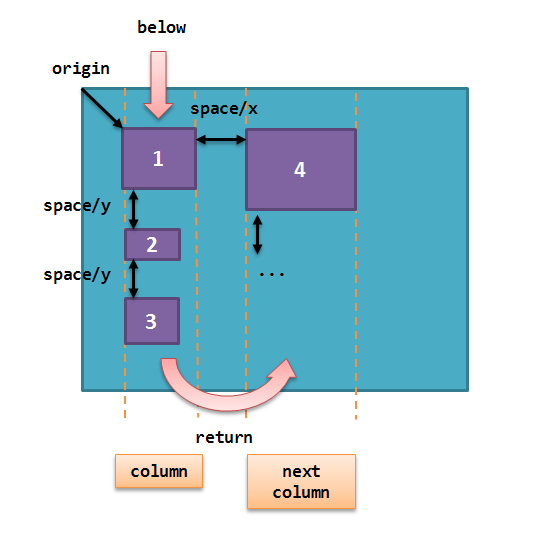 below
origin
space/x
1
4
space/y
2
space/y
...
3
return
column
next
column